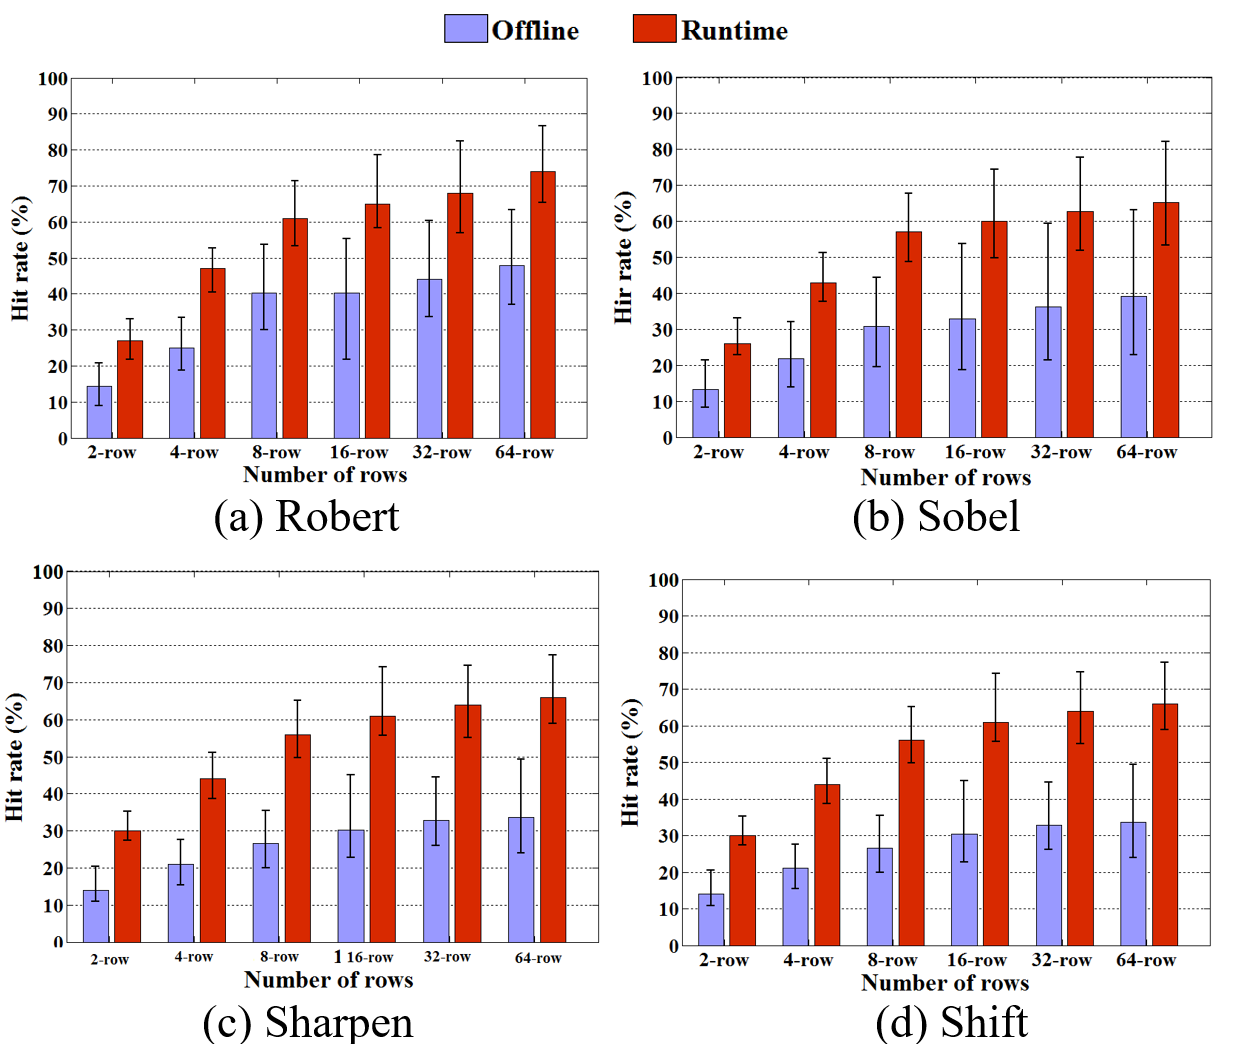 Offline Runtime
100
90
80
70
60
50
40
30
20
10
0
Hit rate (%)
2-row 4-row 8-row 16-row 32-row 64-row
Number of rows
(a) Robert
100
90
80
70
60
50
40
30
20
10
0
Hir rate (%)
2-row 4-row 8-row 16-row 32-row 64-row
Number of rows
(b) Sobel
100
90
80
70
60
50
40
30
20
10
0
Hit rate (%)
2-row 4-row 8-row 1 16-row 32-row 64-row
Number of rows
(c) Sharpen
100
90
80
70
60
50
40
30
20
10
0
Hit rate (%)
2-row 4-row 8-row 16-row 32-row 64-row
Number of rows
(d) Shift